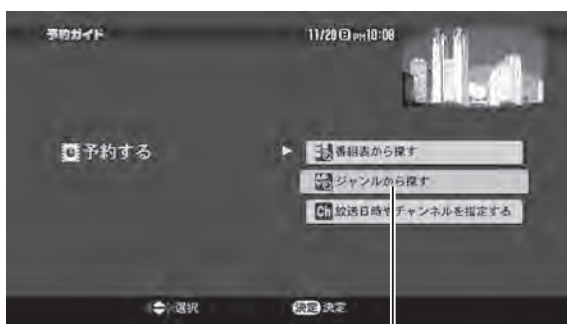 予約ガイド
11/20 日 PM10:08
予約する
番組表から探す
ジャンルから探す
Ch 放送日時やチャンネルを指定する
選択
決定 決定